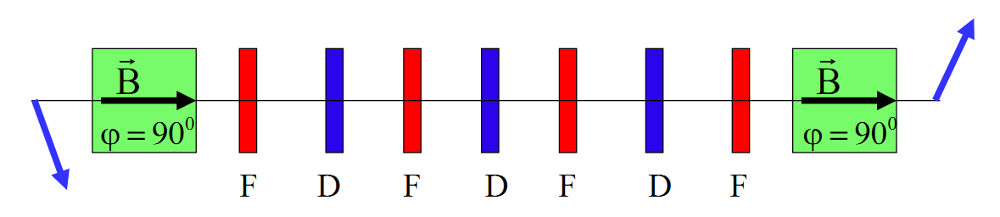 B⃗
φ = 90⁰
B⃗
φ = 90⁰
F D F D F D F